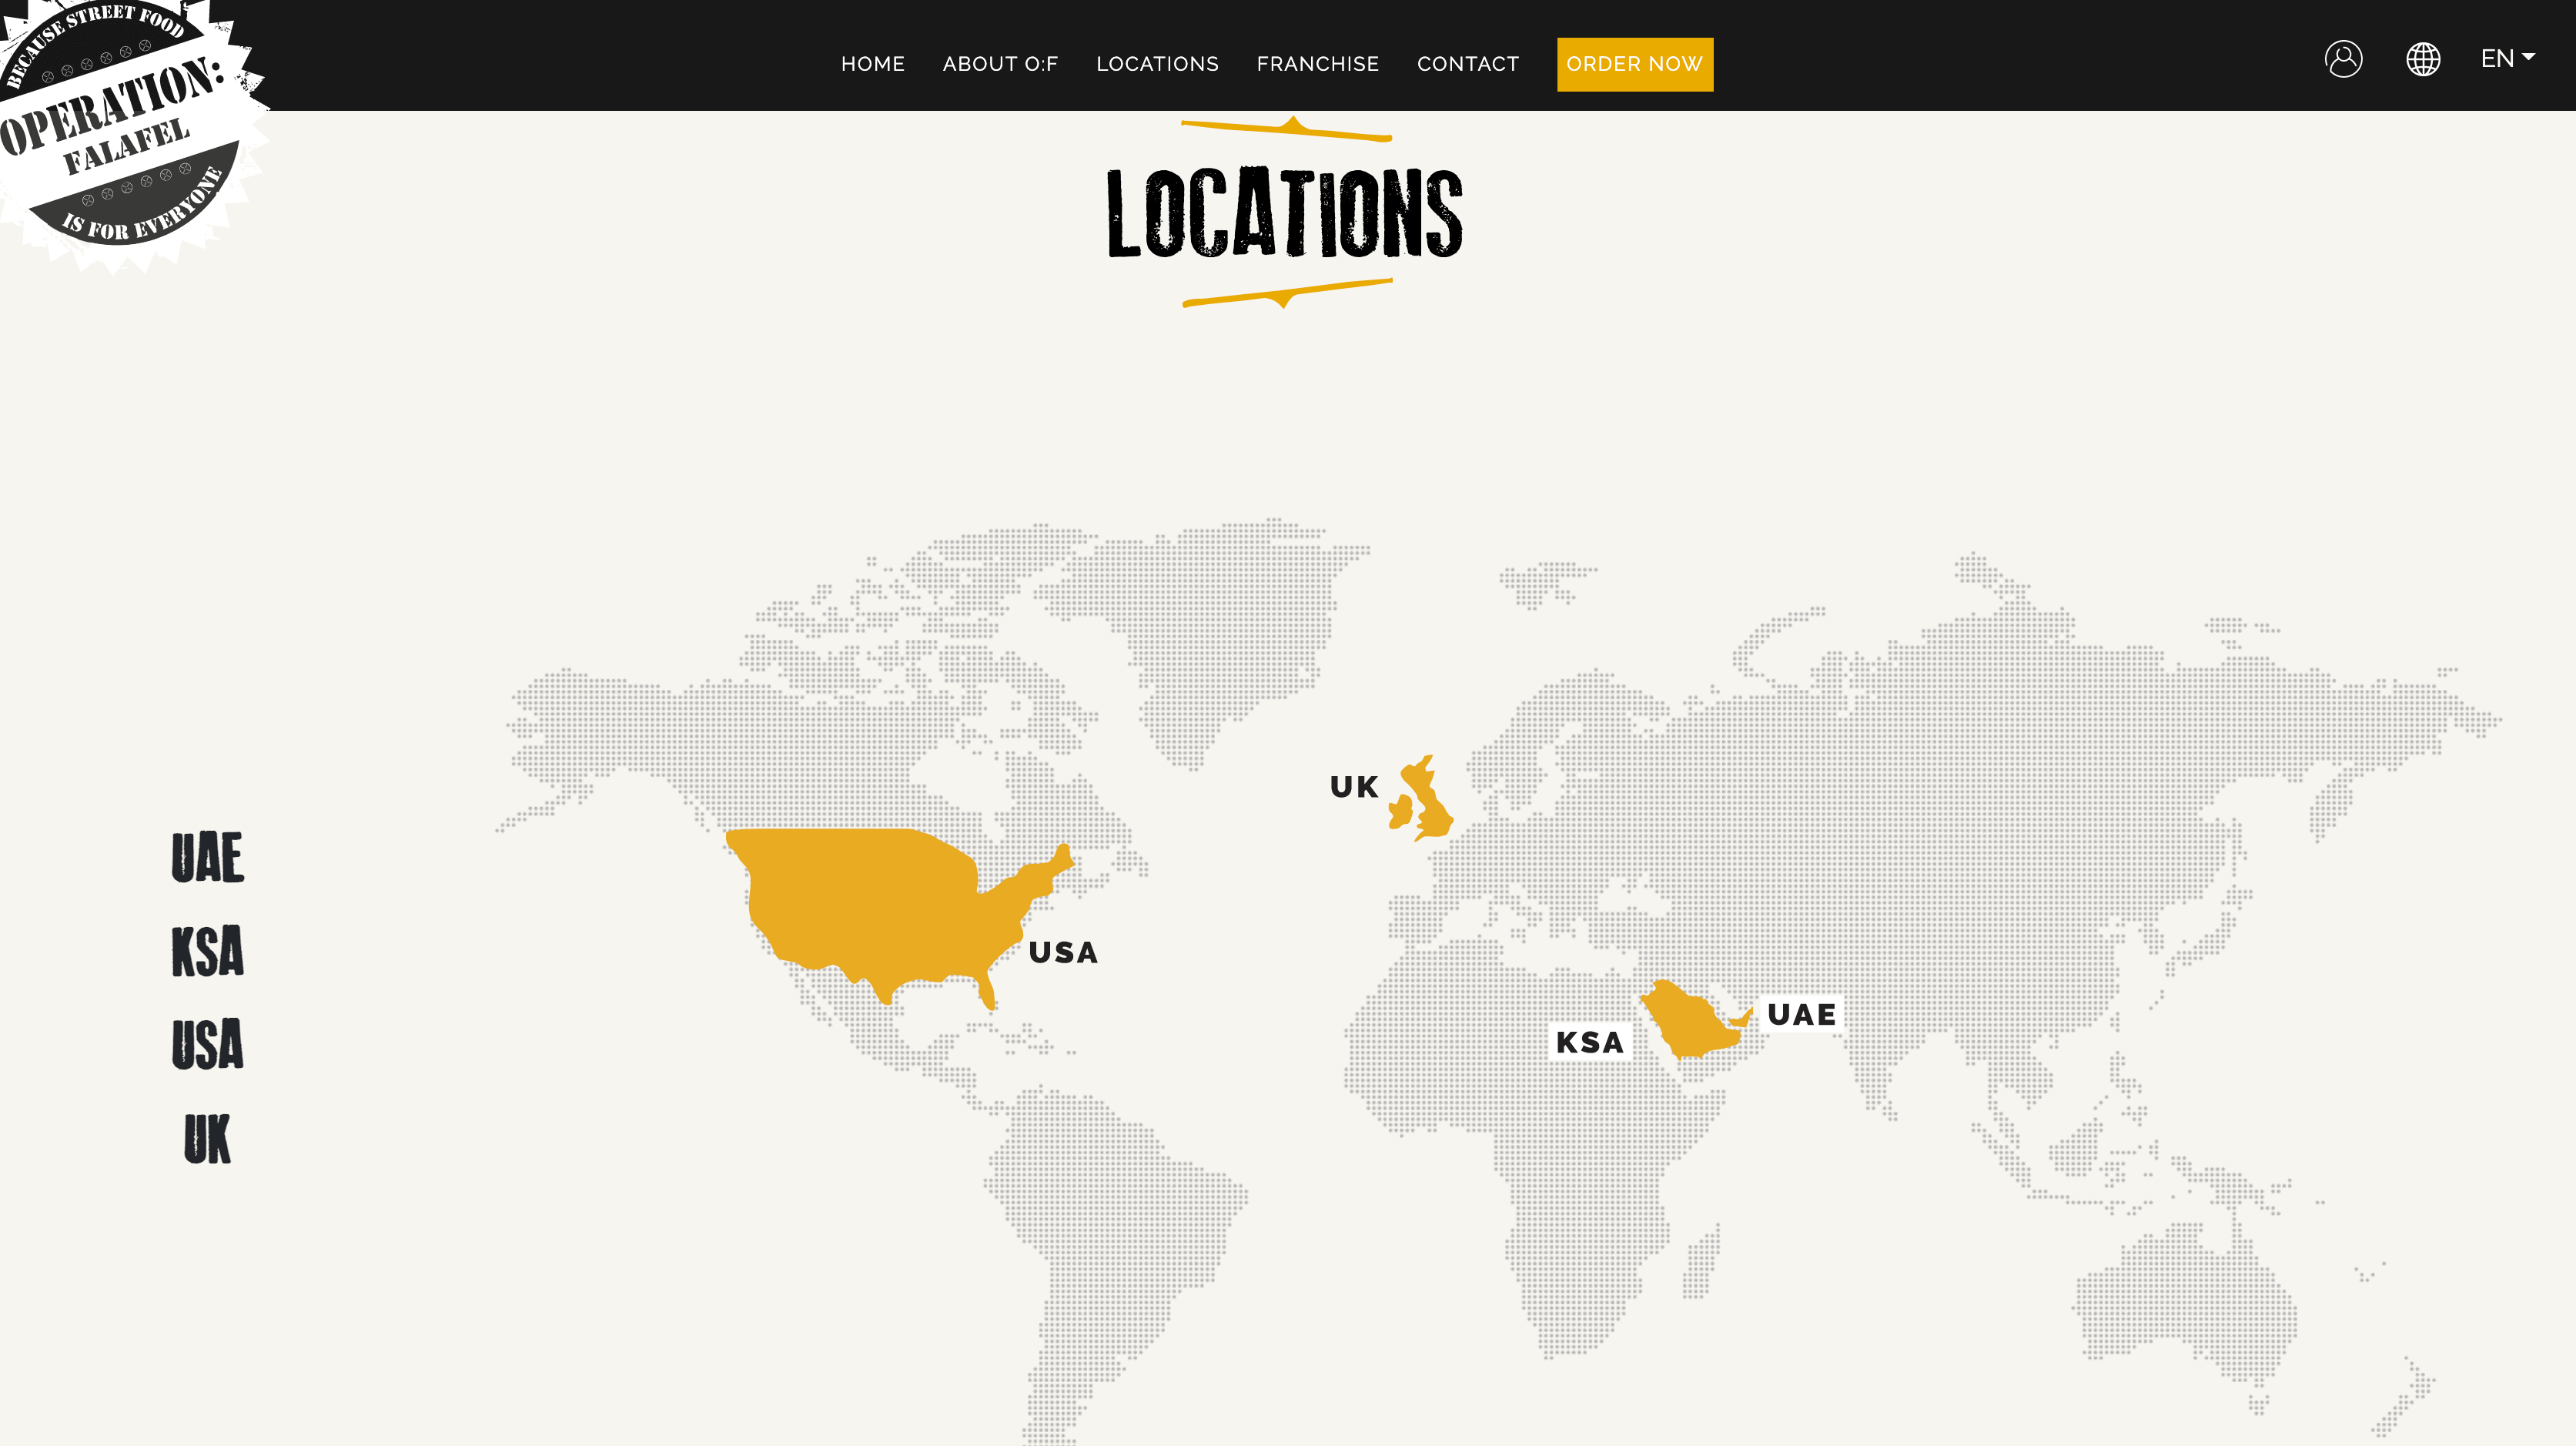 BECAUSE STREET FOOD
OPERATION:
FALAFEL
IS FOR EVERYONE
HOME ABOUT O:F LOCATIONS FRANCHISE CONTACT ORDER NOW EN
LOCATIONS
UAE
KSA
USA
UK
UK
USA
UAE
KSA